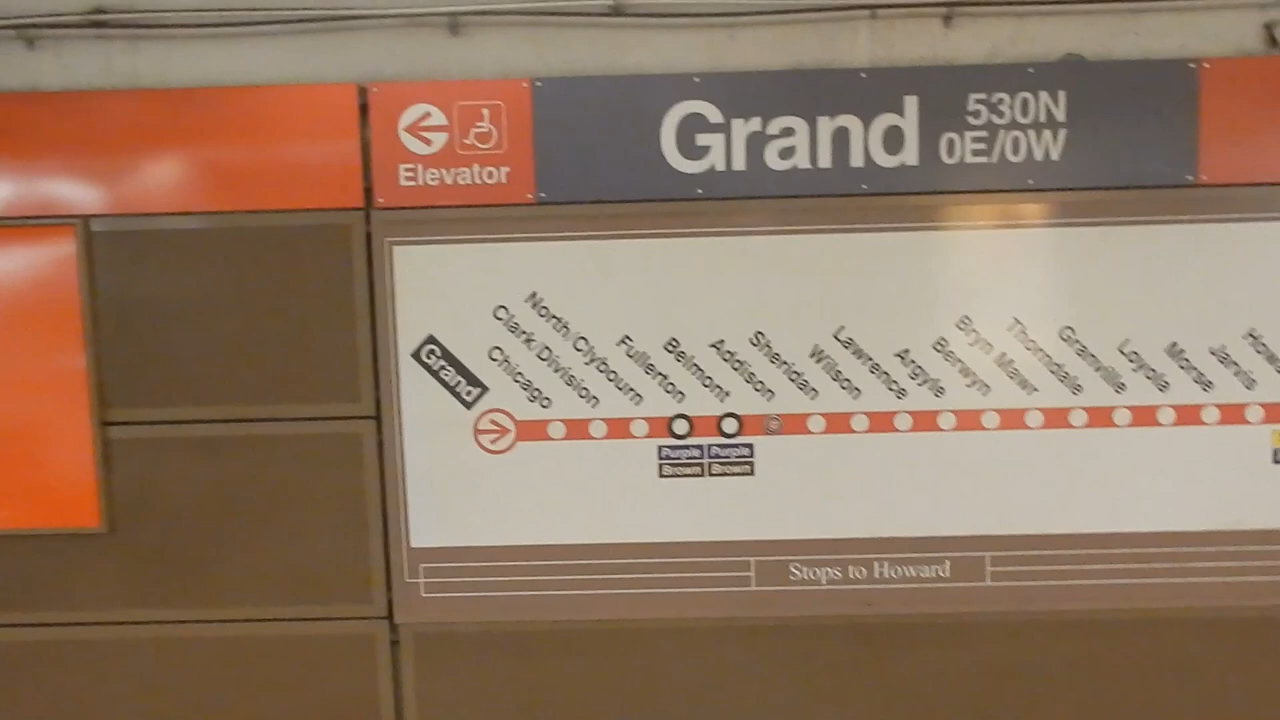 Elevator
Grand
530N
0E/0W
Grand
Chicago
Clark/Division
North/Clybourn
Fullerton
Belmont
Addison
Sheridan
Wilson
Lawrence
Argyle
Berwyn
Bryn Mawr
Thorndale
Granville
Loyola
Morse
Jarvis
Purple
Brown
Purple
Brown
Stops to Howard